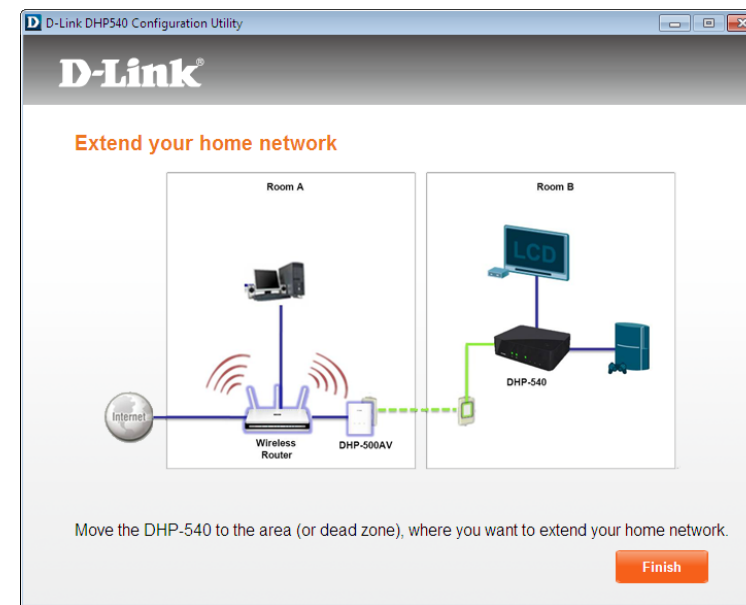 D-Link DHP540 Configuration Utility
D-Link®
Extend your home network
Room A
Room B
LCD
DHP-540
Internet
Wireless
Router
DHP-500AV
Move the DHP-540 to the area (or dead zone), where you want to extend your home network.
Finish